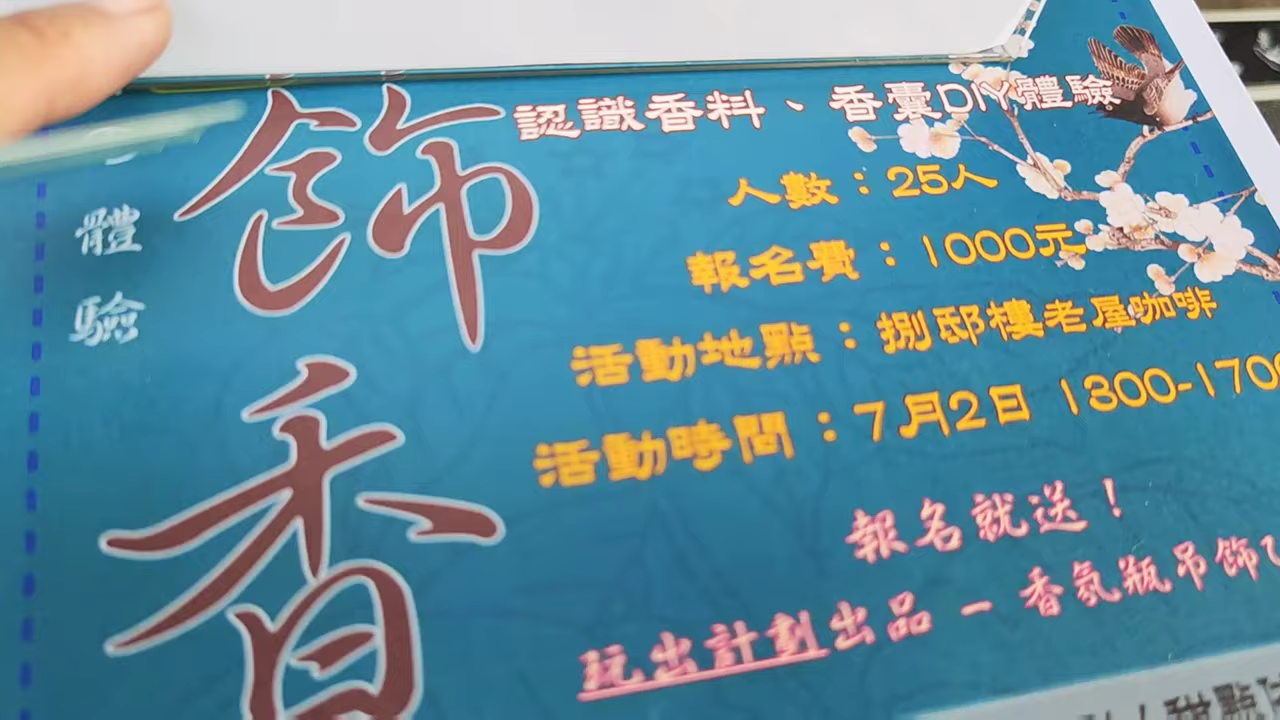 飾香
體驗
認識香料、香囊DIY體驗
人數：25人
報名費：1000元
活動地點：捌邸樓老屋咖啡
活動時間：7月2日 1300-1700
報名就送！
玩出計劃出品 - 香氛瓶吊飾